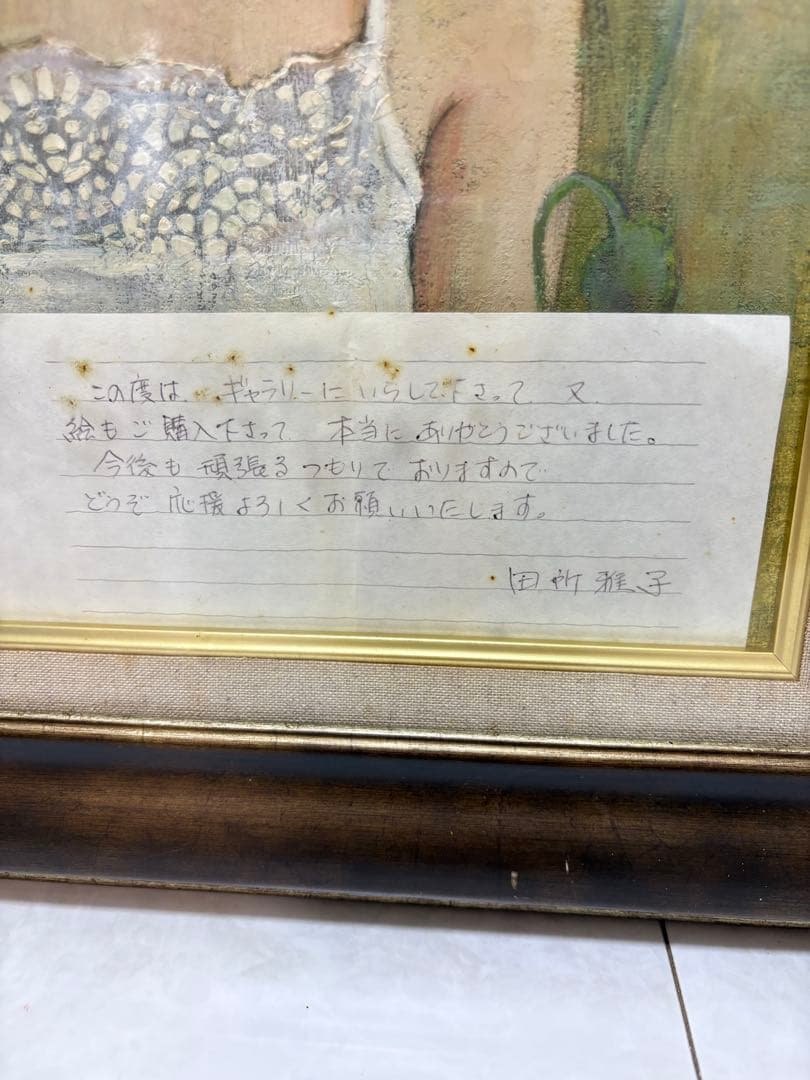 この度は ギャラリーにいらして下さって 又
絵もご購入下さって 本当にありがとうございました。
今後も頑張るつもりでおりますので
どうぞ応援よろしくお願いいたします。
田所雅子